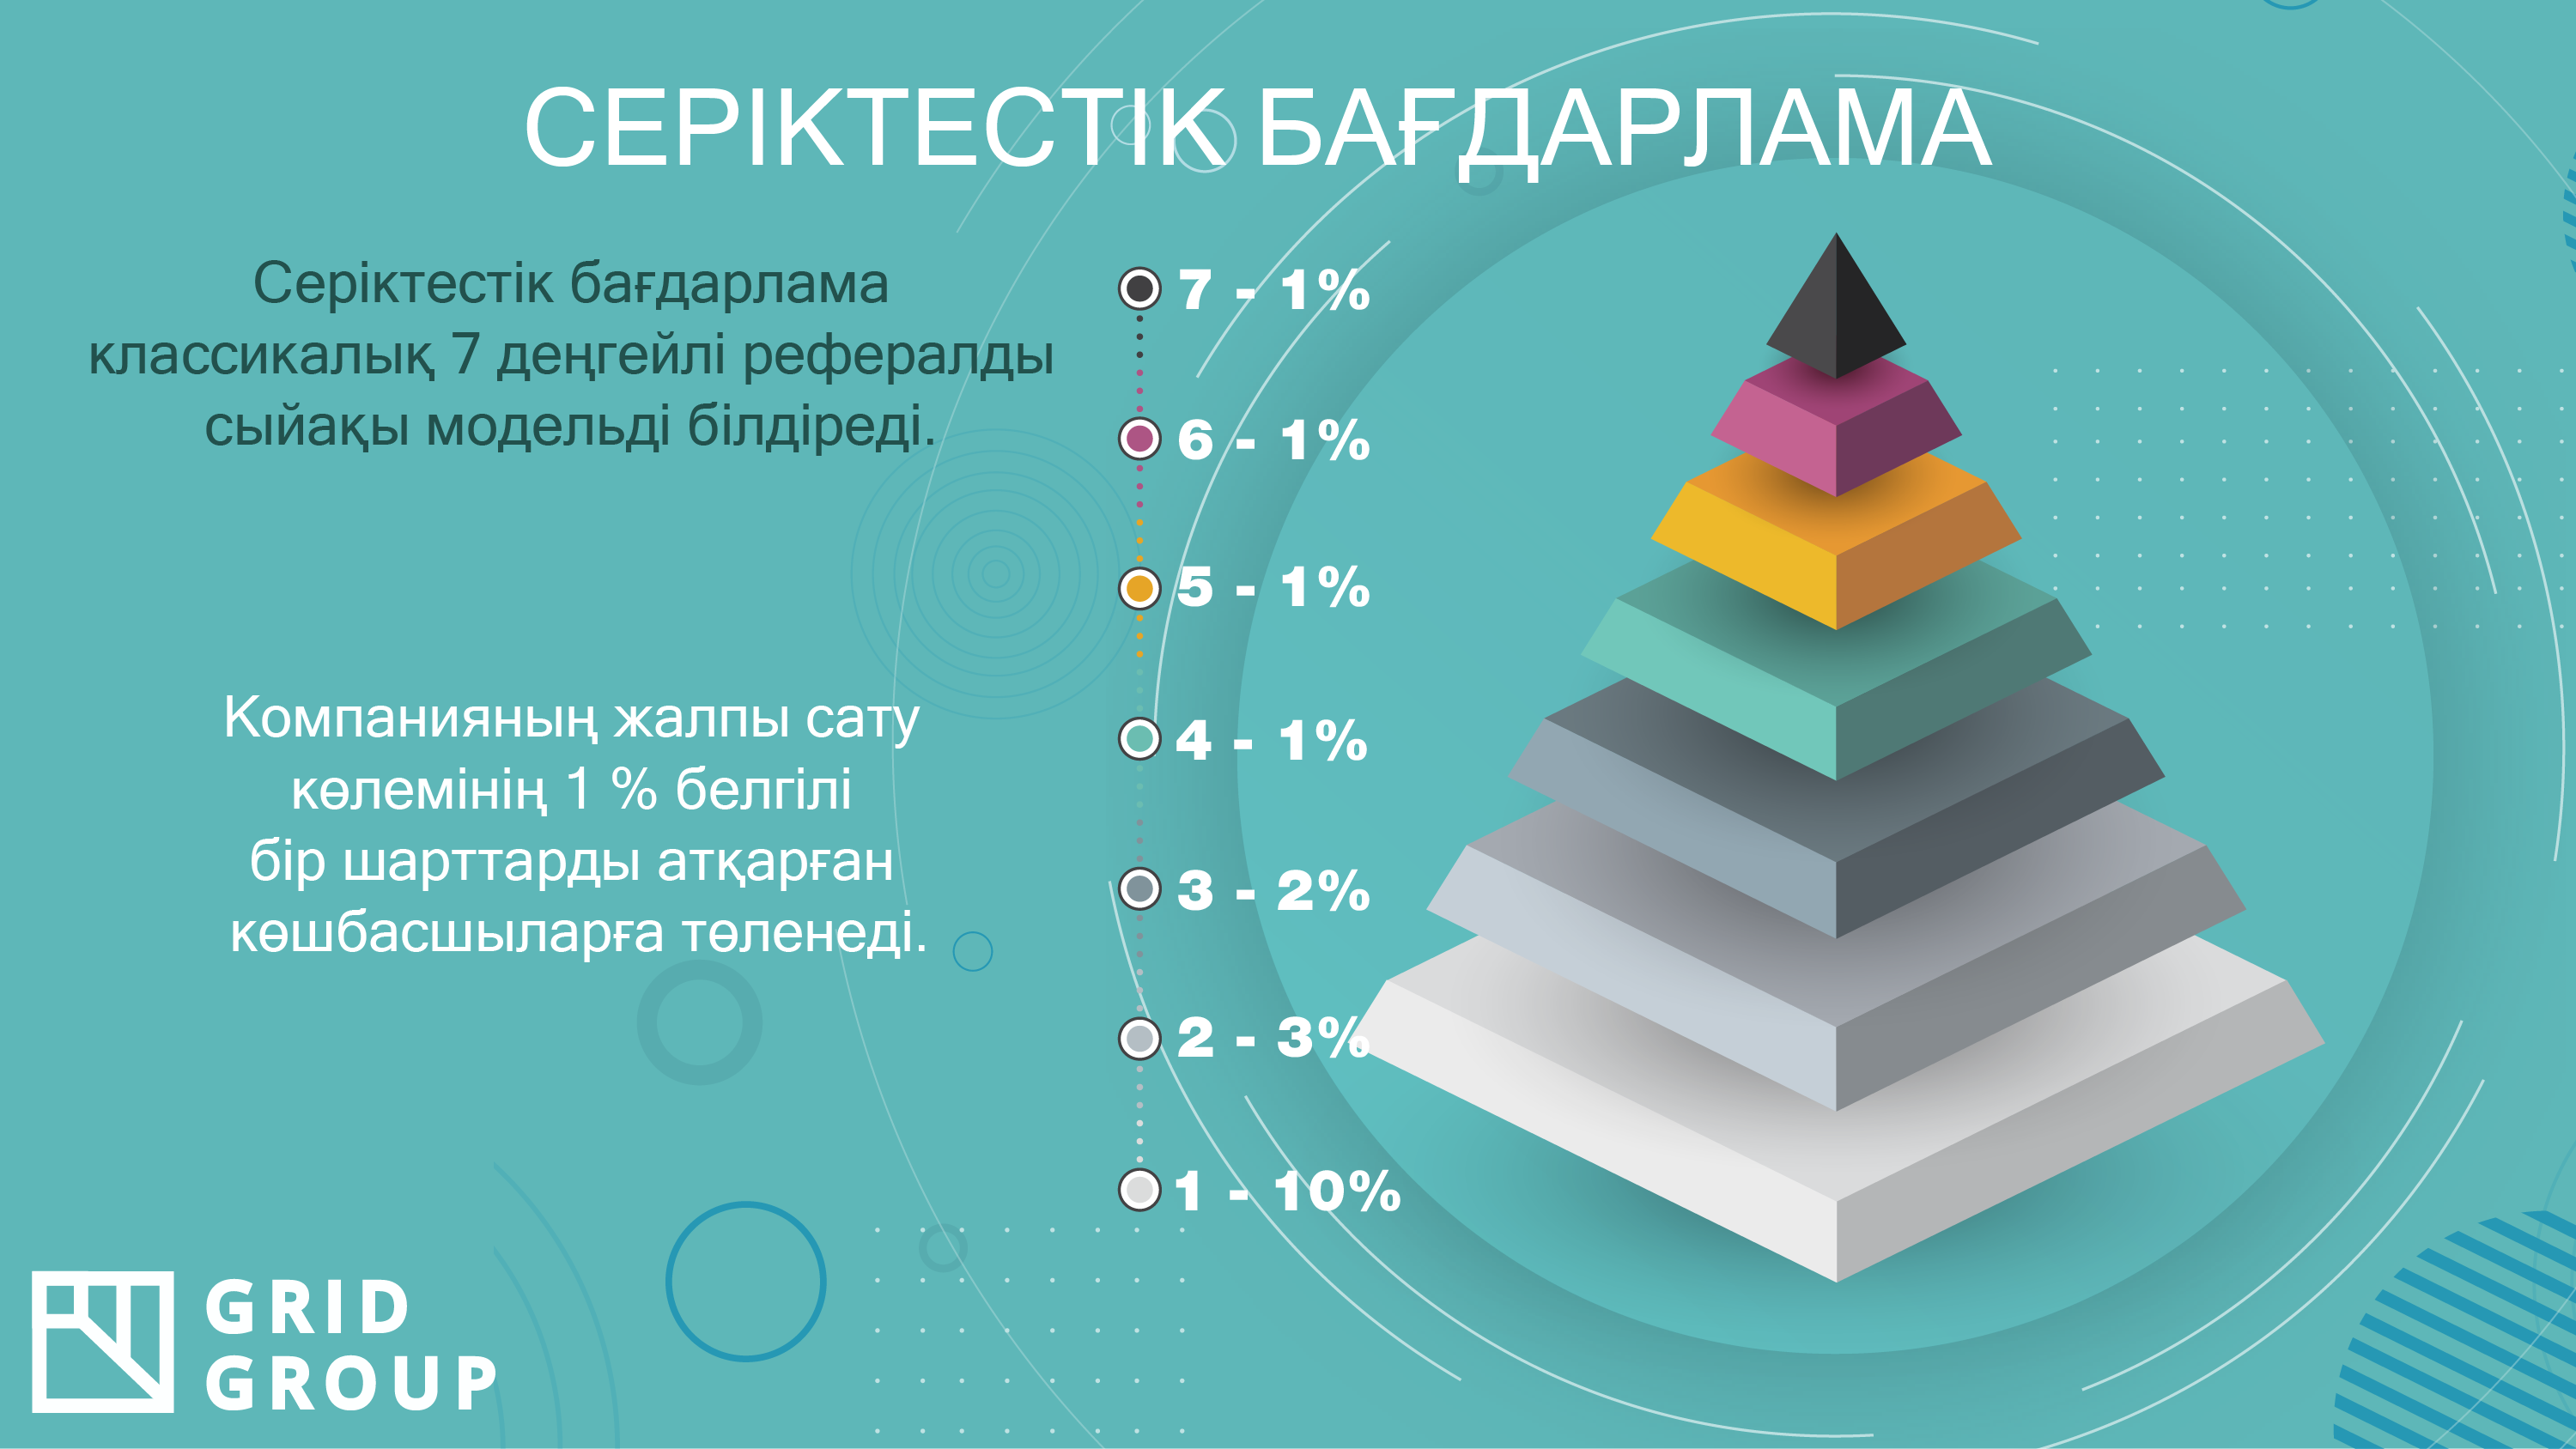 СЕРІКТЕСТІК БАҒДАРЛАМА
Серіктестік бағдарлама
классикалық 7 деңгейлі рефералды
сыйақы модельді білдіреді.
Компанияның жалпы сату
көлемінің 1 % белгілі
бір шарттарды атқарған
көшбасшыларға төленеді.
7 - 1%
6 - 1%
5 - 1%
4 - 1%
3 - 2%
2 - 3%
1 - 10%
GRID
GROUP